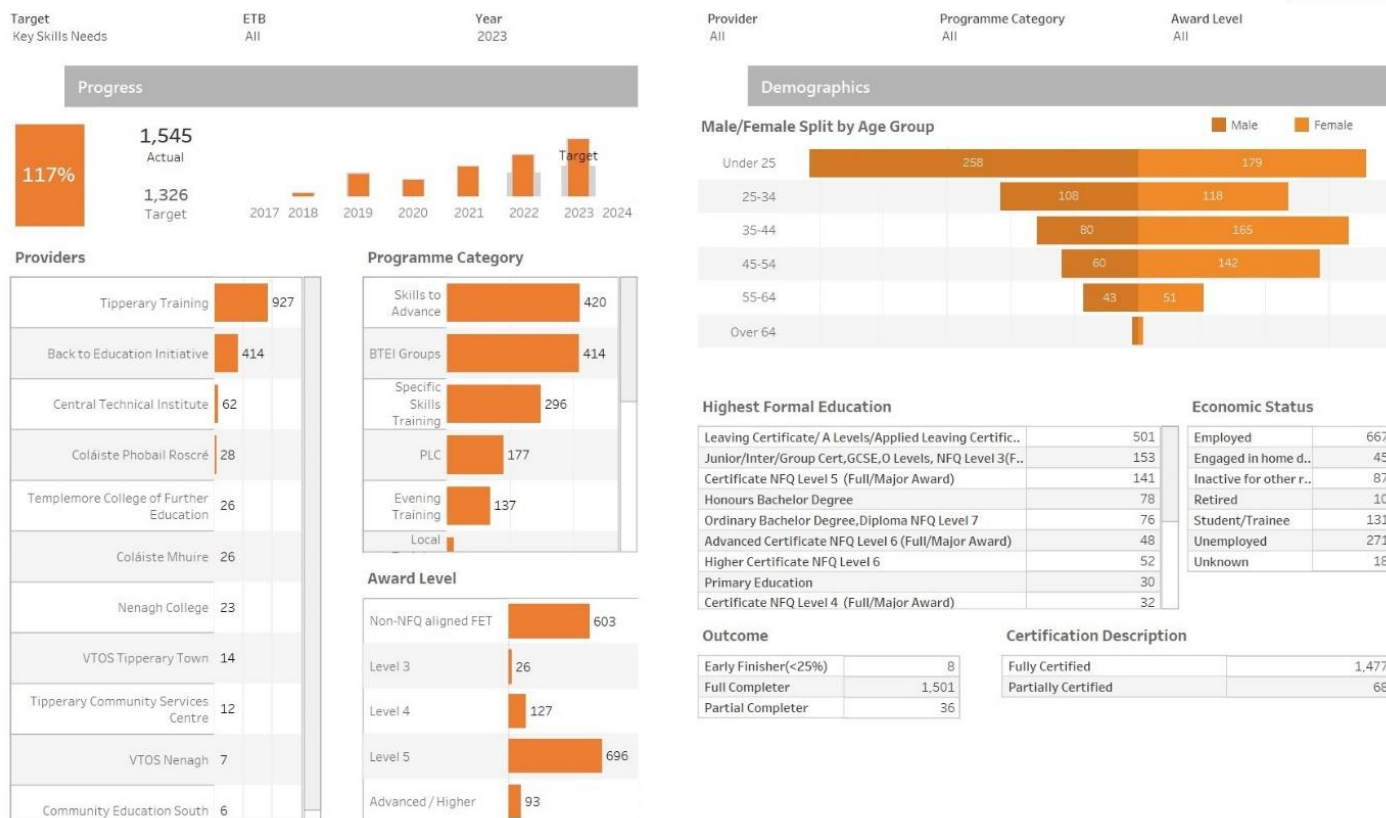 Target
Key Skills Needs
ETB
All
Year
2023
Provider
All
Programme Category
All
Award Level
All
Progress
117%
1,545
Actual
1,326
Target
Target
2017 2018 2019 2020 2021 2022 2023 2024
Providers
Tipperary Training 927
Back to Education Initiative 414
Central Technical Institute 62
Coláiste Phobail Roscré 28
Templemore College of Further
Education
26
Coláiste Mhuire 26
Nenagh College 23
VTOS Tipperary Town 14
Tipperary Community Services
Centre
12
VTOS Nenagh 7
Community Education South 6
Programme Category
Skills to
Advance
420
BTEI Groups 414
Specific
Skills
Training
296
PLC 177
Evening
Training
137
Local
Award Level
Non-NFQ aligned FET 603
Level 3 26
Level 4 127
Level 5 696
Advanced / Higher 93
Demographics
Male/Female Split by Age Group
Male Female
Under 25 258 179
25-34 108 118
35-44 80 165
45-54 60 142
55-64 43 51
Over 64
Highest Formal Education
Leaving Certificate/ A Levels/Applied Leaving Certific.. 501
Junior/Inter/Group Cert,GCSE,O Levels, NFQ Level 3(F.. 153
Certificate NFQ Level 5 (Full/Major Award) 141
Honours Bachelor Degree 78
Ordinary Bachelor Degree,Diploma NFQ Level 7 76
Advanced Certificate NFQ Level 6 (Full/Major Award) 48
Higher Certificate NFQ Level 6 52
Primary Education 30
Certificate NFQ Level 4 (Full/Major Award) 32
Economic Status
Employed 667
Engaged in home d.. 45
Inactive for other r.. 87
Retired 10
Student/Trainee 131
Unemployed 271
Unknown 18
Outcome
Early Finisher(<25%) 8
Full Completer 1,501
Partial Completer 36
Certification Description
Fully Certified 1,477
Partially Certified 68